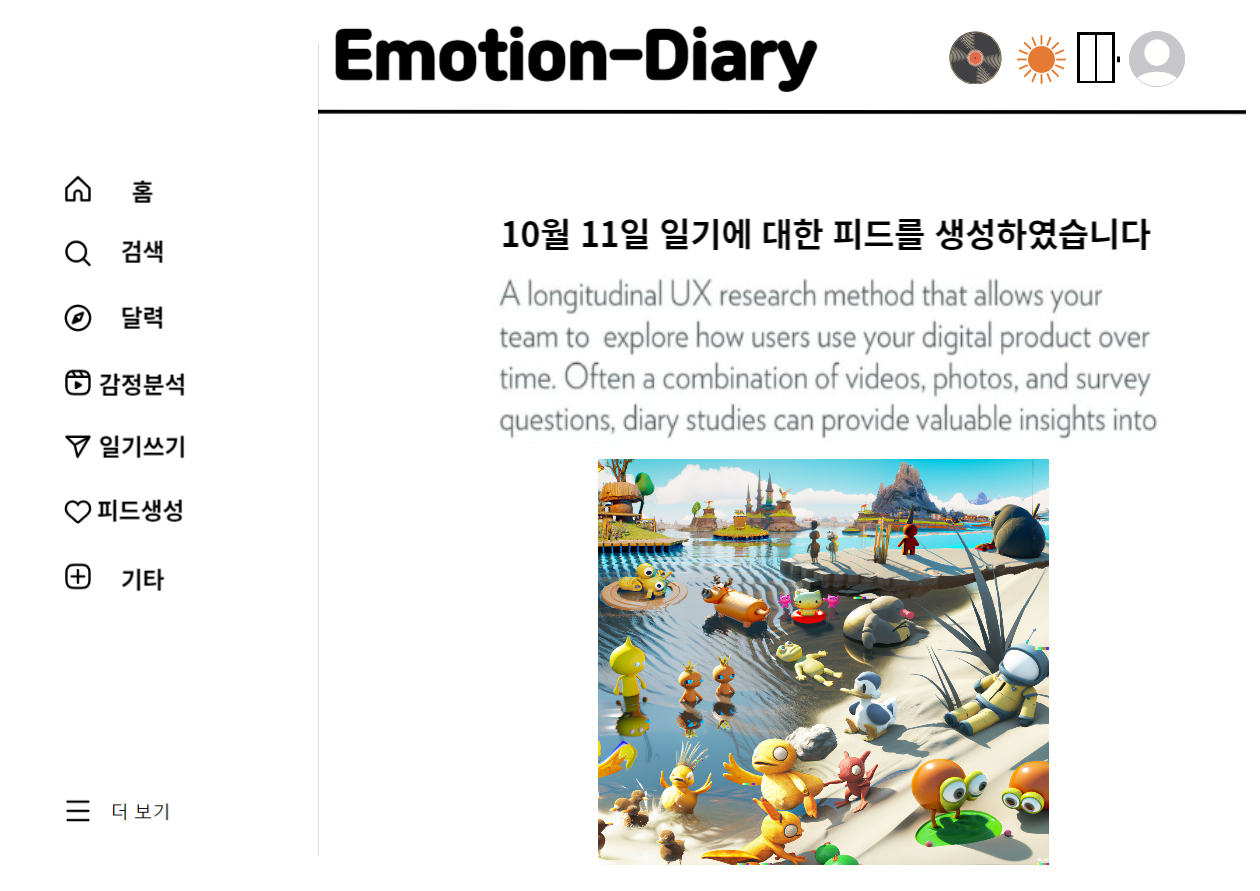 Emotion-Diary
홈
검색
달력
감정분석
일기쓰기
피드생성
기타
더 보기
10월 11일 일기에 대한 피드를 생성하였습니다
A longitudinal UX research method that allows your
team to explore how users use your digital product over
time. Often a combination of videos, photos, and survey
questions, diary studies can provide valuable insights into